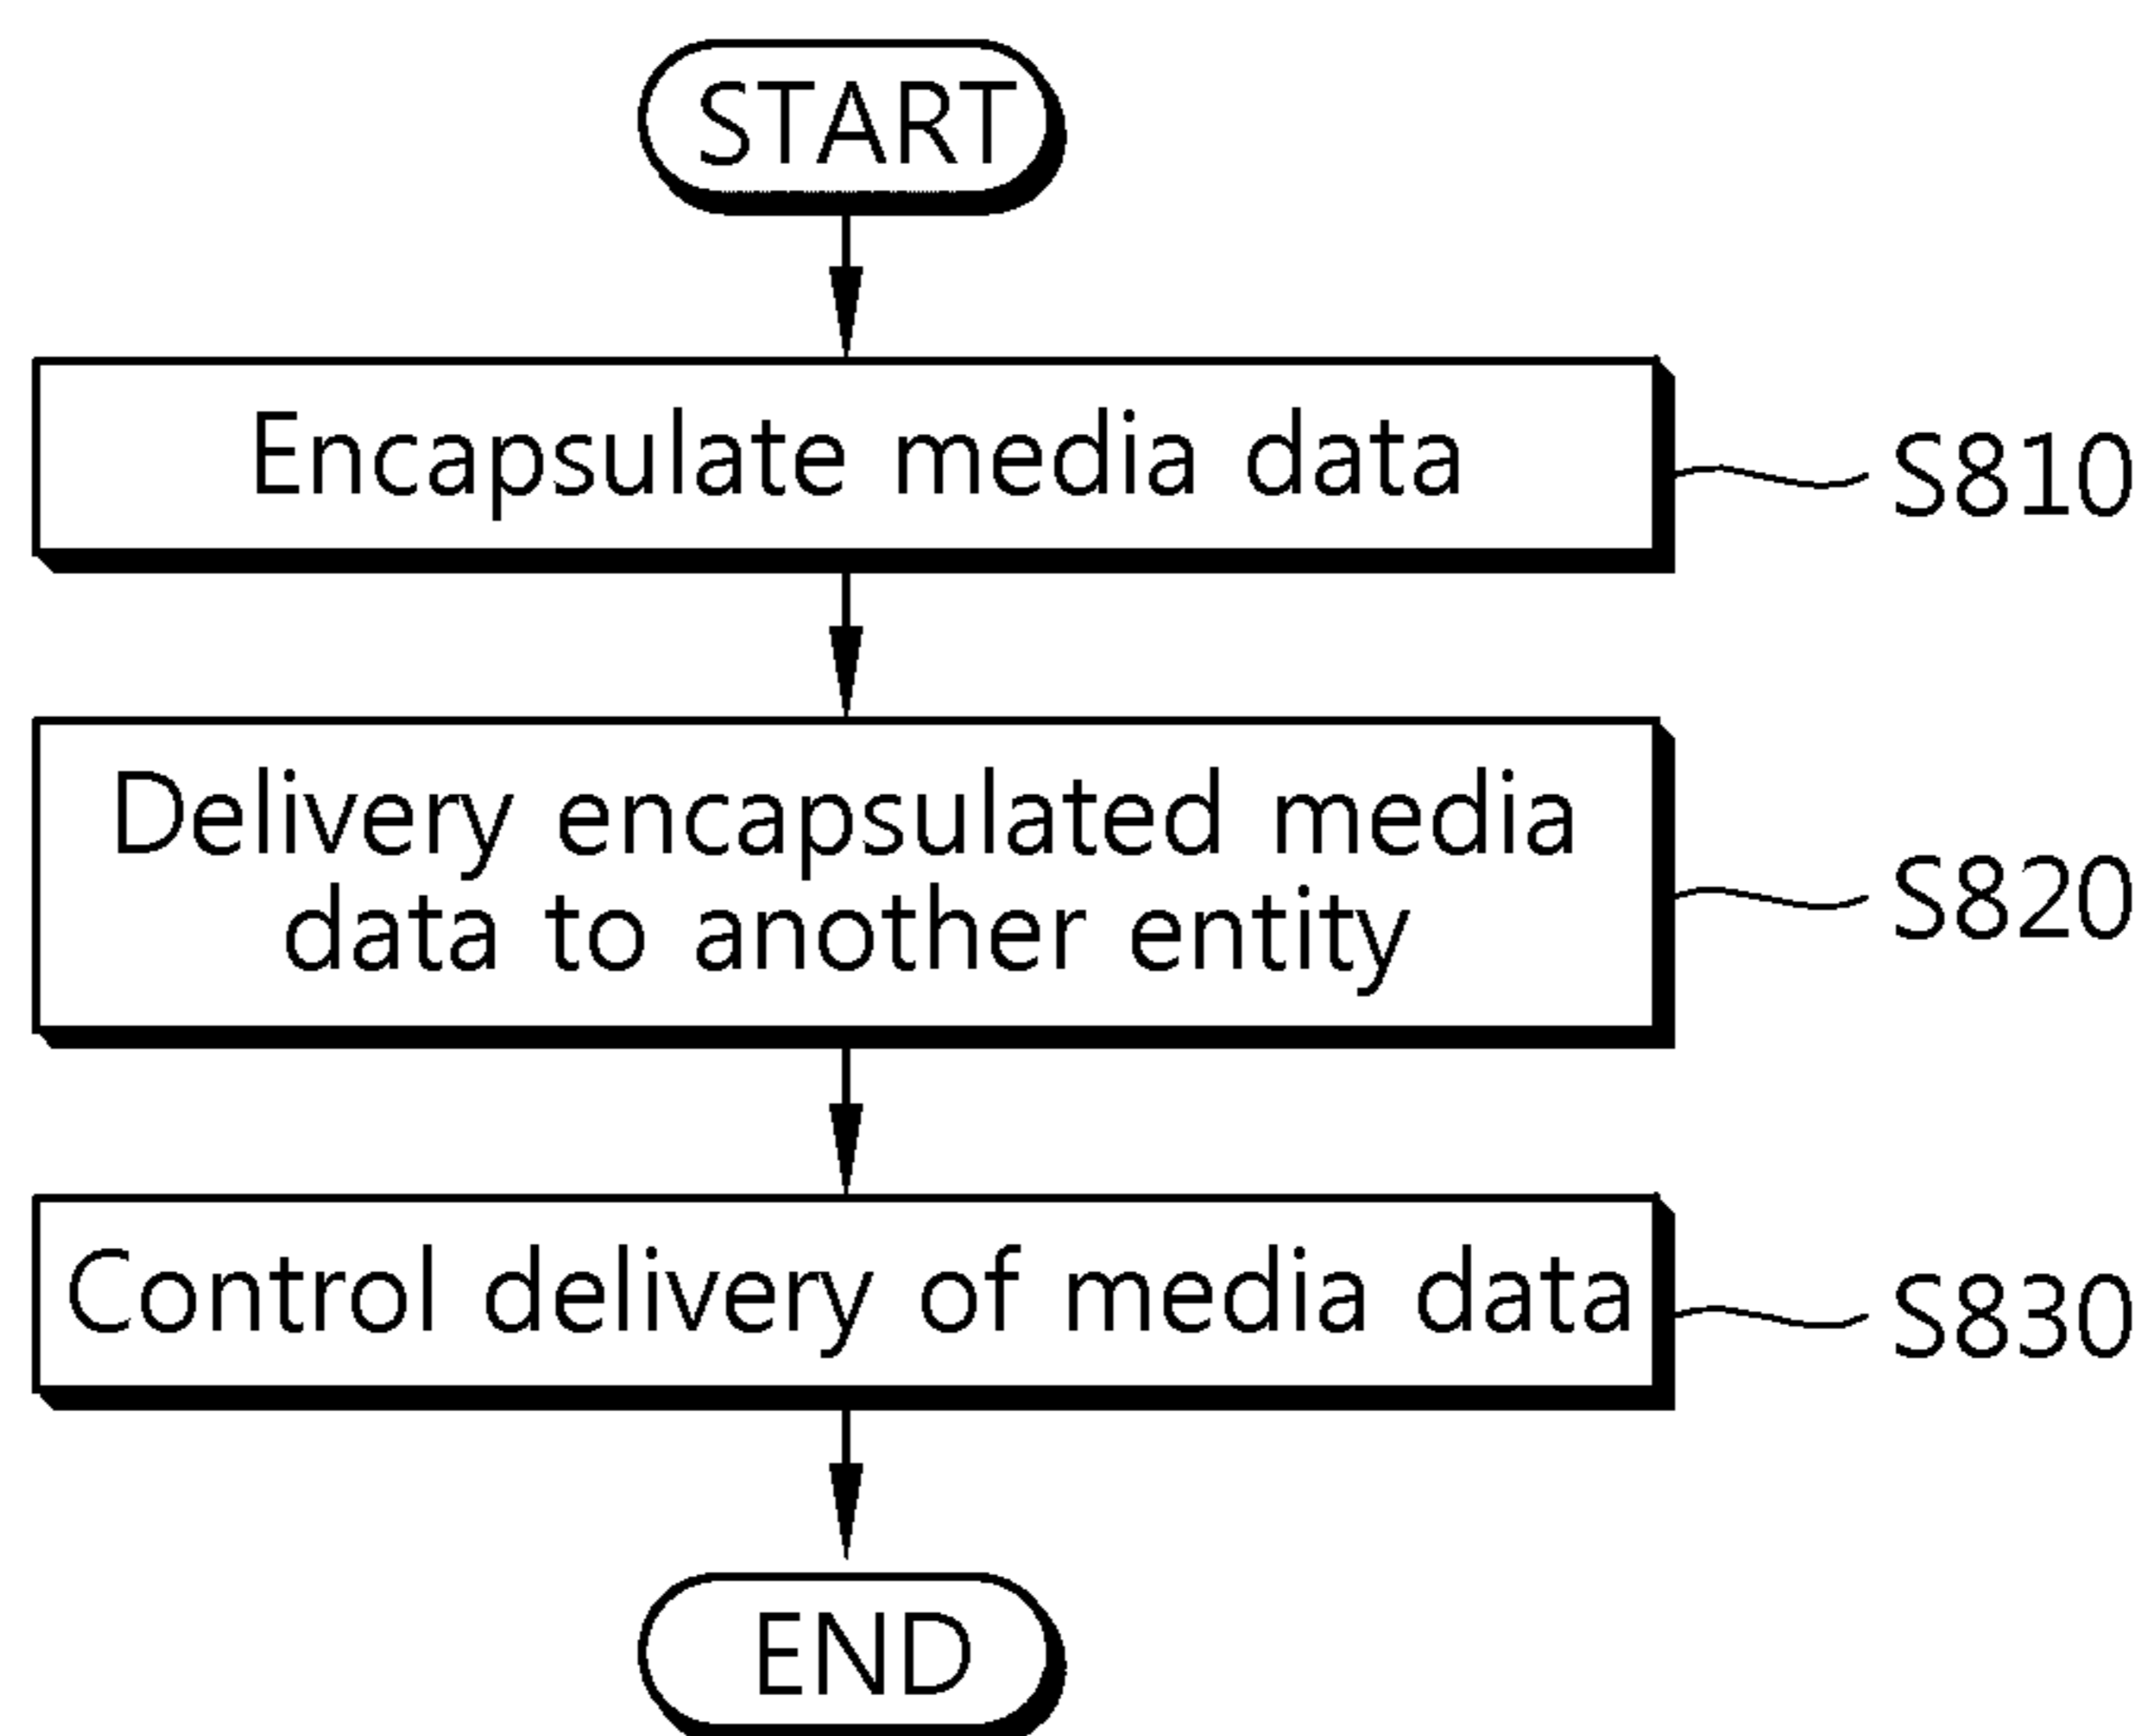 START
Encapsulate media data
S810
Delivery encapsulated media
data to another entity
S820
Control delivery of media data
S830
END